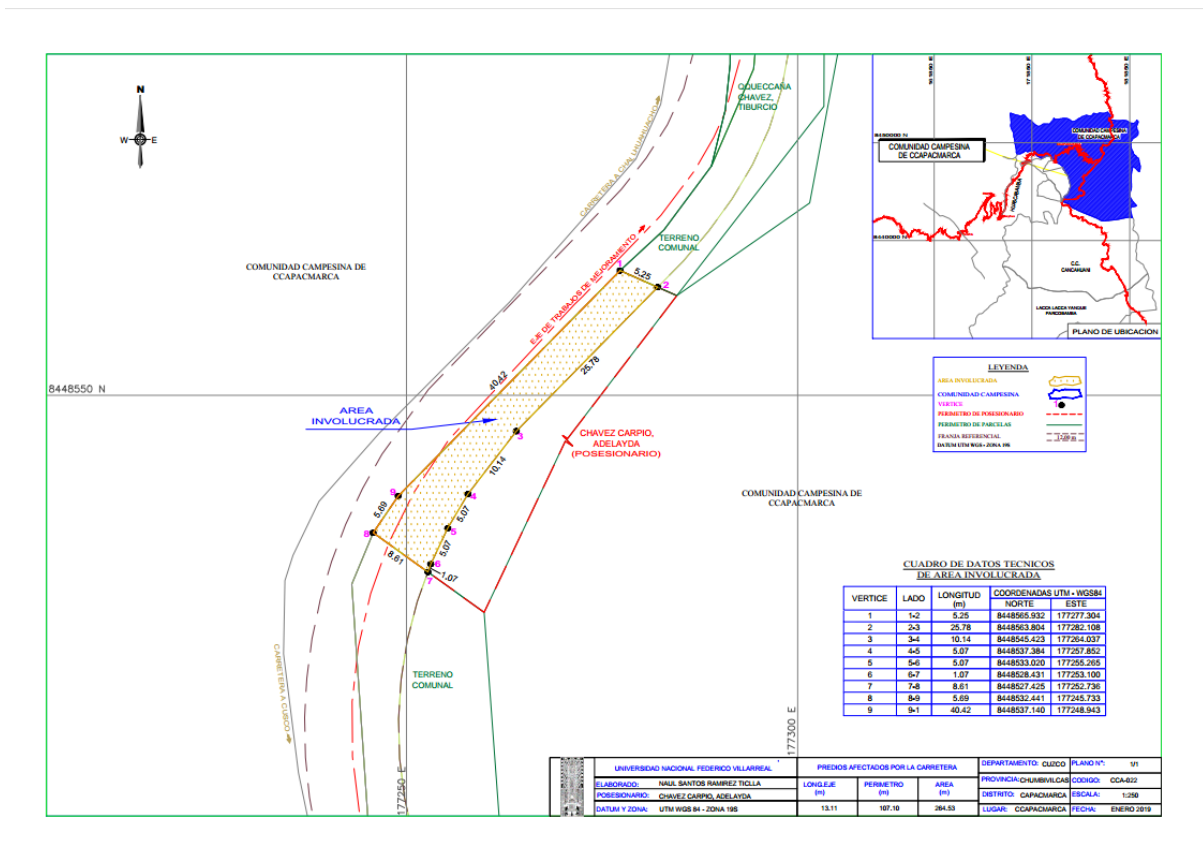 N
W
E
CARRETERA A CHALLHUAHUACHO
QQUECCAÑA
CHAVEZ,
TIBURCIO
EJE DE TRABAJOS DE MEJORAMIENTO
TERRENO
COMUNAL
COMUNIDAD CAMPESINA DE
CCAPACMARCA
1
5.25
2
25.78
40.42
8448550 N
AREA
INVOLUCRADA
3
CHAVEZ CARPIO,
ADELAYDA
(POSESIONARIO)
10.14
9
4
5.69
5.07
COMUNIDAD CAMPESINA DE
CCAPACMARCA
8
5
8.61
5.07
6
1.07
7
TERRENO
COMUNAL
CARRETERA A CUSCO
177250 E
177300 E
8460000 N
COMUNIDAD CAMPESINA
DE CCAPACMARCA
COMUNIDAD CAMPESINA
DE CCAPACMARCA
8440000 N
C.C.
PLANO DE UBICACION
LEYENDA
AREA INVOLUCRADA
COMUNIDAD CAMPESINA
VERTICE
1
PERIMETRO DE POSESIONARIO
PERIMETRO DE PARCELAS
FRANJA REFERENCIAL
DATUM UTM WGS - ZONA 19S
CUADRO DE DATOS TECNICOS
DE AREA INVOLUCRADA
VERTICE LADO LONGITUD (m) COORDENADAS UTM - WGS84
NORTE ESTE
1 1-2 5.25 8448565.932 177277.304
2 2-3 25.78 8448563.804 177282.108
3 3-4 10.14 8448545.423 177264.037
4 4-5 5.07 8448537.384 177257.852
5 5-6 5.07 8448533.020 177255.265
6 6-7 1.07 8448528.431 177253.100
7 7-8 8.61 8448527.425 177252.736
8 8-9 5.69 8448532.441 177245.733
9 9-1 40.42 8448537.140 177248.943
UNIVERSIDAD NACIONAL FEDERICO VILLARREAL
ELABORADO: NAUL SANTOS RAMIREZ TICLLA
POSESIONARIO: CHAVEZ CARPIO, ADELAYDA
DATUM Y ZONA: UTM WGS 84 - ZONA 19S
PREDIOS AFECTADOS POR LA CARRETERA
LONG.EJE (m) PERIMETRO (m) AREA (m)
13.11 107.10 264.53
DEPARTAMENTO: CUZCO PLANO N°: 1/1
PROVINCIA: CHUMBIVILCAS CODIGO: CCA-B22
DISTRITO: CAPACMARCA ESCALA: 1:250
LUGAR: CCAPACMARCA FECHA: ENERO 2019